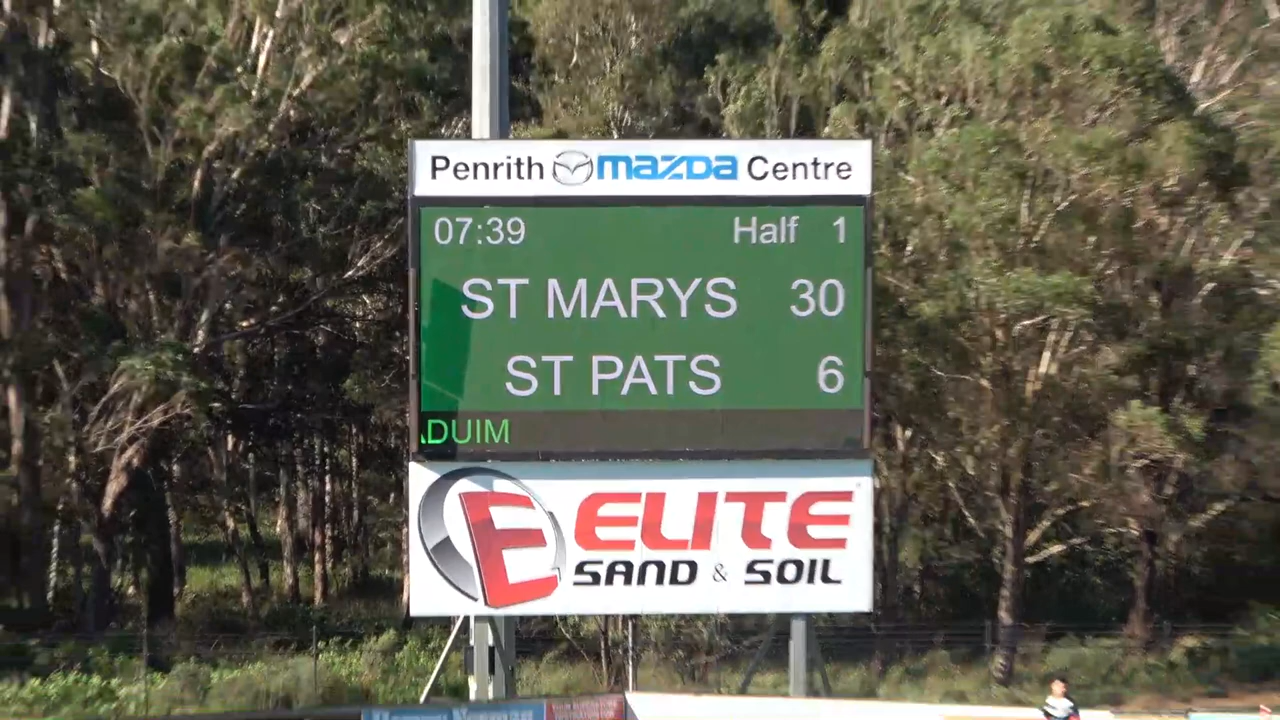 Penrith mazda Centre
07:39 Half 1
ST MARYS 30
ST PATS 6
DUIM
E ELITE
SAND & SOIL